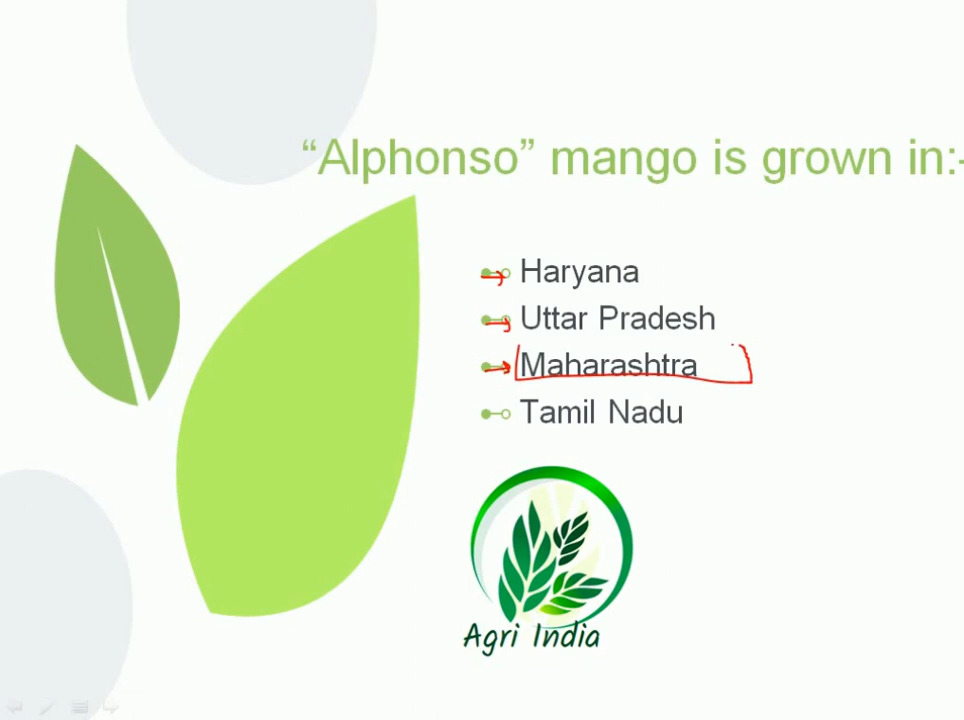 “Alphonso” mango is grown in:-
Haryana
Uttar Pradesh
Maharashtra
Tamil Nadu
Agri India